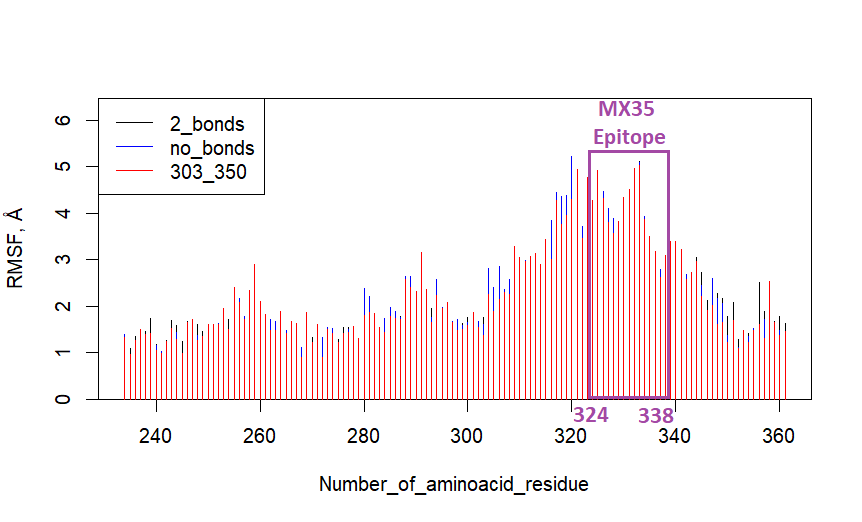 MX35
Epitope
2_bonds
no_bonds
303_350
RMSF, Å
6
5
4
3
2
1
0
324
338
240
260
280
300
320
340
360
Number_of_aminoacid_residue